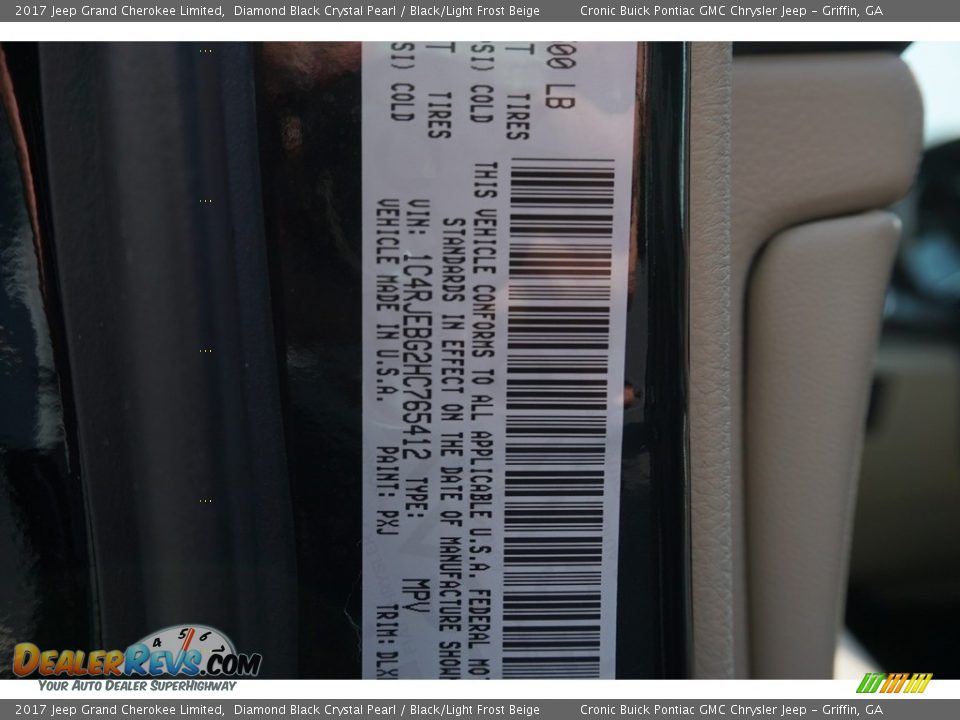 2017 Jeep Grand Cherokee Limited, Diamond Black Crystal Pearl / Black/Light Frost Beige Cronic Buick Pontiac GMC Chrysler Jeep – Griffin, GA
00 LB
T TIRES
SI) COLD
T TIRES
SI) COLD
THIS VEHICLE CONFORMS TO ALL APPLICABLE U.S.A. FEDERAL MO
STANDARDS IN EFFECT ON THE DATE OF MANUFACTURE SHOW
VIN: 1C4RJEBG2HC765412 TYPE: MPV
VEHICLE MADE IN U.S.A. PAINT: PXJ TRIM: DLX
4 5 6
DEALERREVS.COM
YOUR AUTO DEALER SUPERHIGHWAY
2017 Jeep Grand Cherokee Limited, Diamond Black Crystal Pearl / Black/Light Frost Beige Cronic Buick Pontiac GMC Chrysler Jeep – Griffin, GA